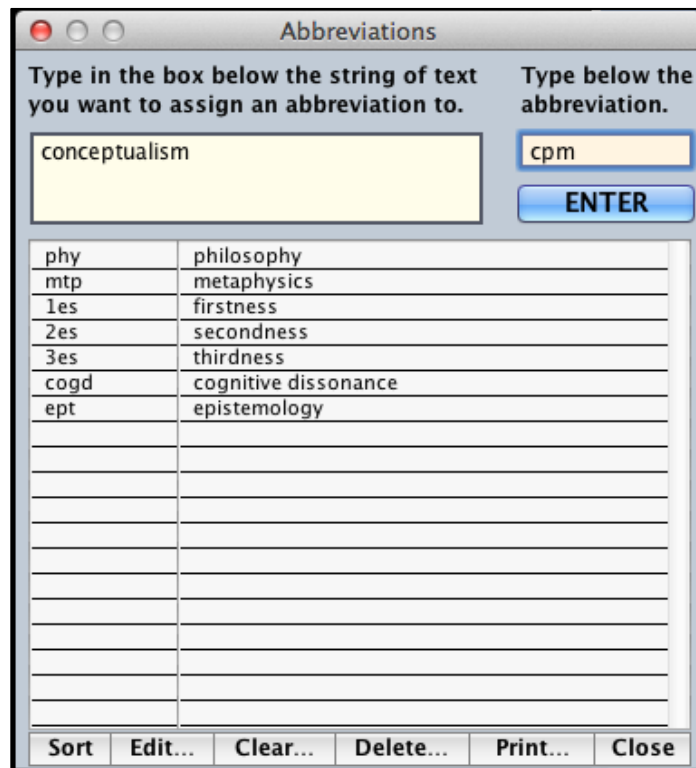 Abbreviations
Type in the box below the string of text
you want to assign an abbreviation to.
Type below the
abbreviation.
conceptualism
cpm
ENTER
phy philosophy
mtp metaphysics
1es firstness
2es secondness
3es thirdness
cogd cognitive dissonance
ept epistemology
Sort Edit... Clear... Delete... Print... Close